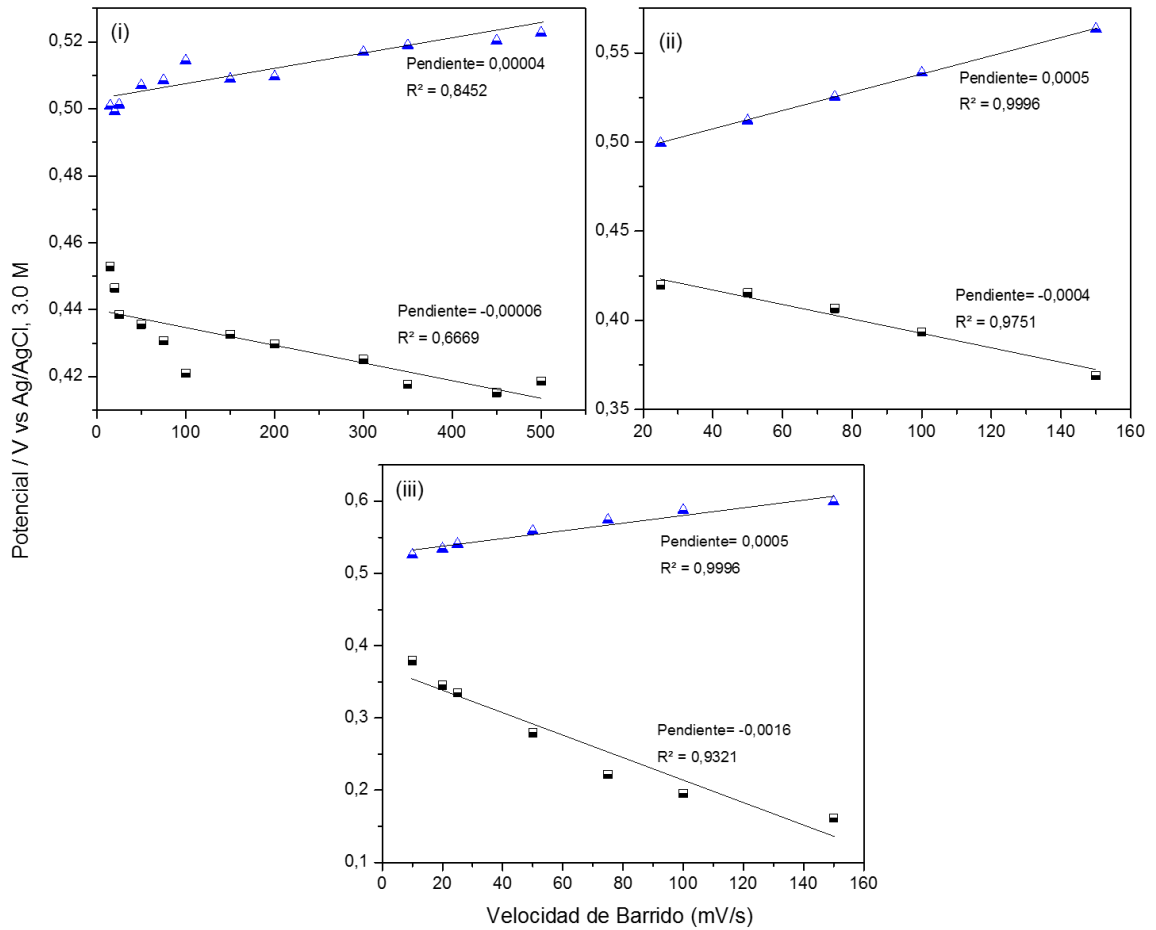 (i)
Pendiente= 0,00004
R² = 0,8452
Pendiente= -0,00006
R² = 0,6669
0,52
0,50
0,48
0,46
0,44
0,42
0 100 200 300 400 500
(ii)
Pendiente= 0,0005
R² = 0,9996
Pendiente= -0,0004
R² = 0,9751
0,55
0,50
0,45
0,40
0,35
20 40 60 80 100 120 140 160
(iii)
Pendiente= 0,0005
R² = 0,9996
Pendiente= -0,0016
R² = 0,9321
0,6
0,5
0,4
0,3
0,2
0,1
0 20 40 60 80 100 120 140 160
Potencial / V vs Ag/AgCl, 3.0 M
Velocidad de Barrido (mV/s)